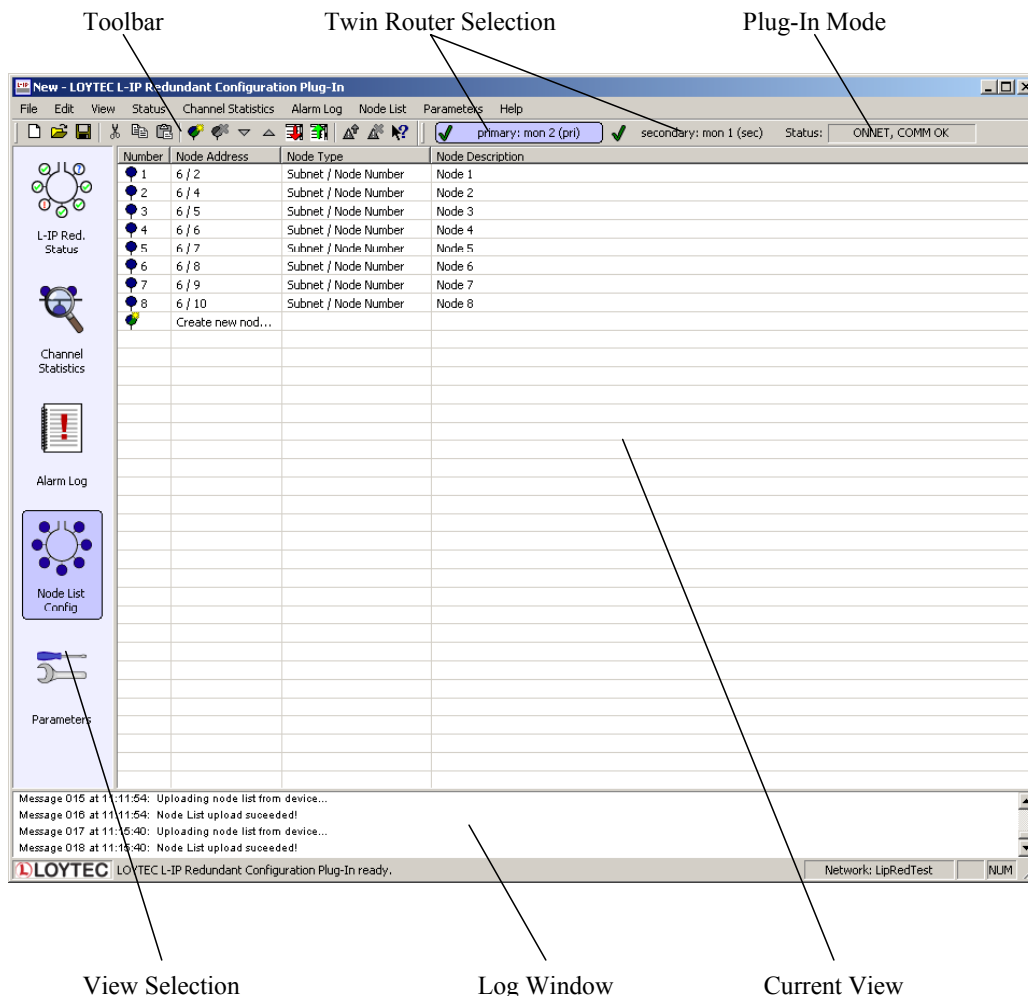 Toolbar Twin Router Selection Plug-In Mode
New - LOYTEC L-IP Redundant Configuration Plug-In
File Edit View Status Channel Statistics Alarm Log Node List Parameters Help
primary: mon 2 (pri) secondary: mon 1 (sec) Status: ONNET, COMM OK
Number Node Address Node Type Node Description
1 6 / 2 Subnet / Node Number Node 1
2 6 / 4 Subnet / Node Number Node 2
3 6 / 5 Subnet / Node Number Node 3
4 6 / 6 Subnet / Node Number Node 4
5 6 / 7 Subnet / Node Number Node 5
6 6 / 8 Subnet / Node Number Node 6
7 6 / 9 Subnet / Node Number Node 7
8 6 / 10 Subnet / Node Number Node 8
Create new nod...
L-IP Red.
Status
Channel
Statistics
Alarm Log
Node List
Config
Parameters
Message 015 at 11:11:54: Uploading node list from device...
Message 016 at 11:11:54: Node List upload suceeded!
Message 017 at 11:15:40: Uploading node list from device...
Message 018 at 11:15:40: Node List upload suceeded!
LOYTEC LOYTEC L-IP Redundant Configuration Plug-In ready. Network: LipRedTest NUM
View Selection Log Window Current View